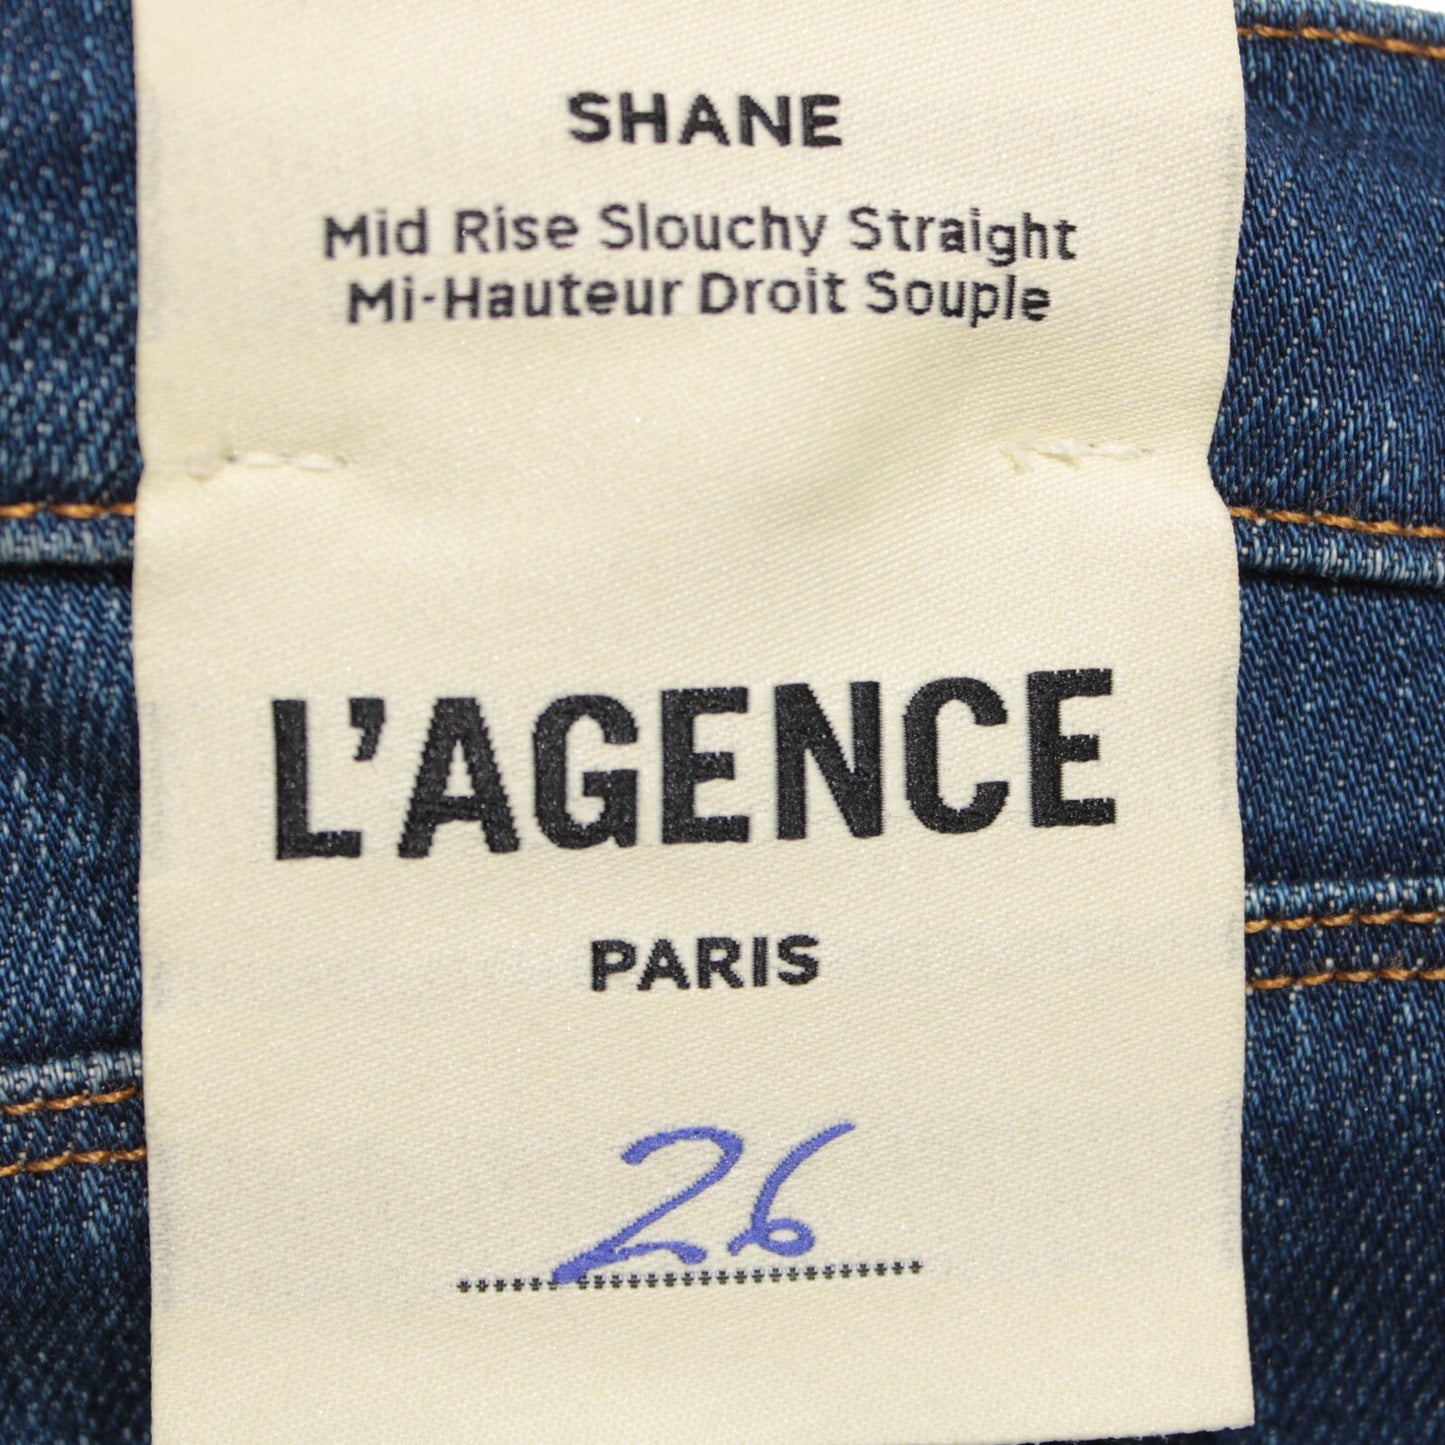 SHANE
Mid Rise Slouchy Straight
Mi-Hauteur Droit Souple
L'AGENCE
PARIS
26